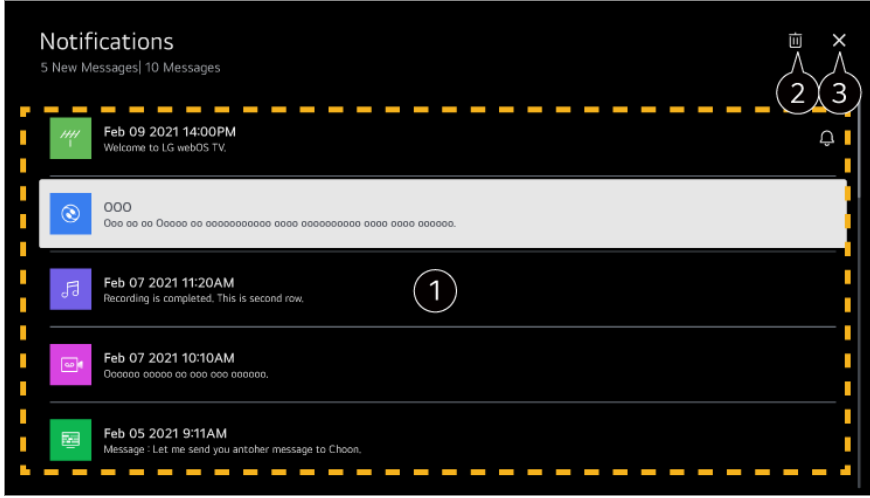 Notifications
5 New Messages| 10 Messages
2 3
Feb 09 2021 14:00PM
Welcome to LG webOS TV.
OOO
Ooo oo oo Ooooo oo ooooooooooo oooo oooooooooo oooo oooo oooooo.
Feb 07 2021 11:20AM
Recording is completed. This is second row.
1
Feb 07 2021 10:10AM
Oooooo ooooo oo ooo ooo oooooo.
Feb 05 2021 9:11AM
Message : Let me send you antoher message to Choon.